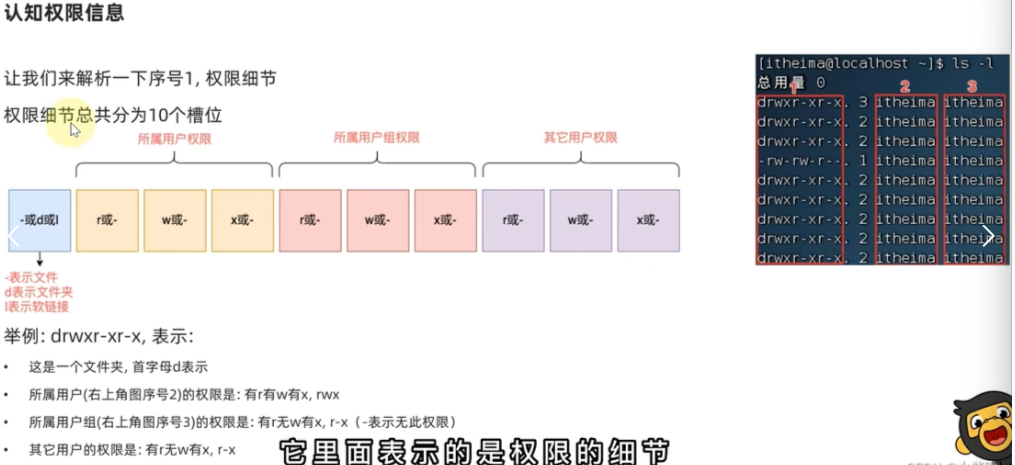 认知权限信息
让我们来解析一下序号1, 权限细节
权限细节总共分为10个槽位
所属用户权限
所属用户组权限
其它用户权限
-或d或l
r或-
w或-
x或-
r或-
w或-
x或-
r或-
w或-
x或-
-表示文件
d表示文件夹
l表示软链接
[itheima@localhost ~]$ ls -l
总用量 0
1
2
3
drwxr-xr-x. 3 itheima itheima
drwxr-xr-x. 2 itheima itheima
drwxr-xr-x. 2 itheima itheima
-rw-rw-r--. 1 itheima itheima
drwxr-xr-x. 2 itheima itheima
drwxr-xr-x. 2 itheima itheima
drwxr-xr-x. 2 itheima itheima
drwxr-xr-x. 2 itheima itheima
drwxr-xr-x. 2 itheima itheima
举例: drwxr-xr-x, 表示:
• 这是一个文件夹, 首字母d表示
• 所属用户(右上角图序号2)的权限是: 有r有w有x, rwx
• 所属用户组(右上角图序号3)的权限是: 有r无w有x, r-x（-表示无此权限）
• 其它用户的权限是: 有r无w有x, r-x
它里面表示的是权限的细节